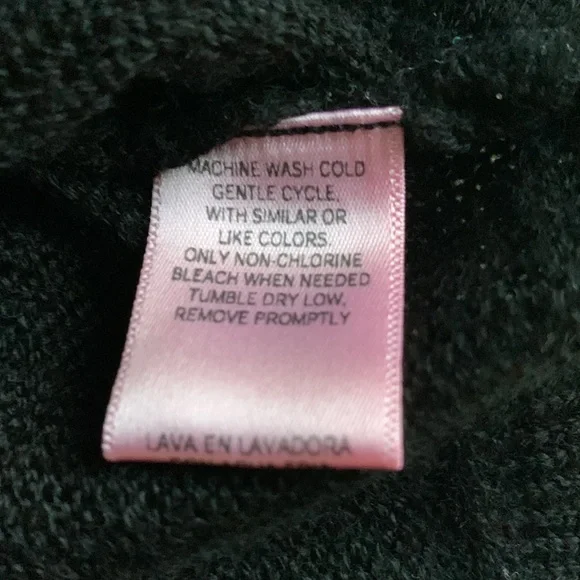 MACHINE WASH COLD
GENTLE CYCLE.
WITH SIMILAR OR
LIKE COLORS.
ONLY NON-CHLORINE
BLEACH WHEN NEEDED
TUMBLE DRY LOW.
REMOVE PROMPTLY
LAVA EN LAVADORA